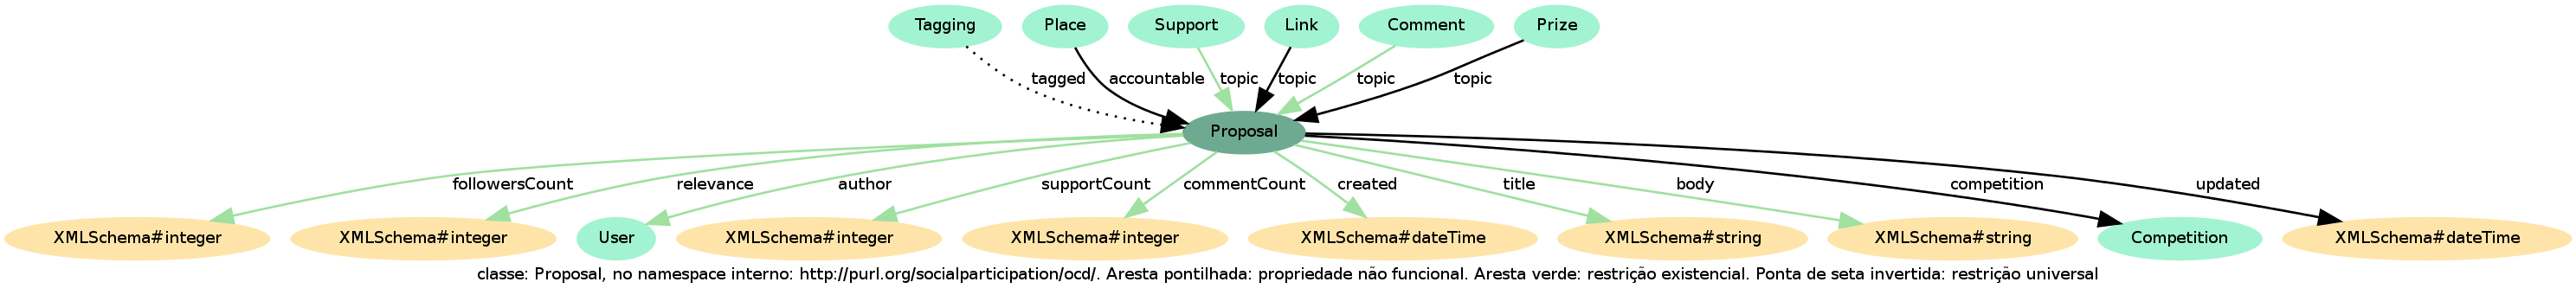 Tagging Place Support Link Comment Prize
tagged accountable topic topic topic topic
Proposal
followersCount relevance author supportCount commentCount created title body competition updated
XMLSchema#integer XMLSchema#integer User XMLSchema#integer XMLSchema#integer XMLSchema#dateTime XMLSchema#string XMLSchema#string Competition XMLSchema#dateTime
classe: Proposal, no namespace interno: http://purl.org/socialparticipation/ocd/. Aresta pontilhada: propriedade não funcional. Aresta verde: restrição existencial. Ponta de seta invertida: restrição universal